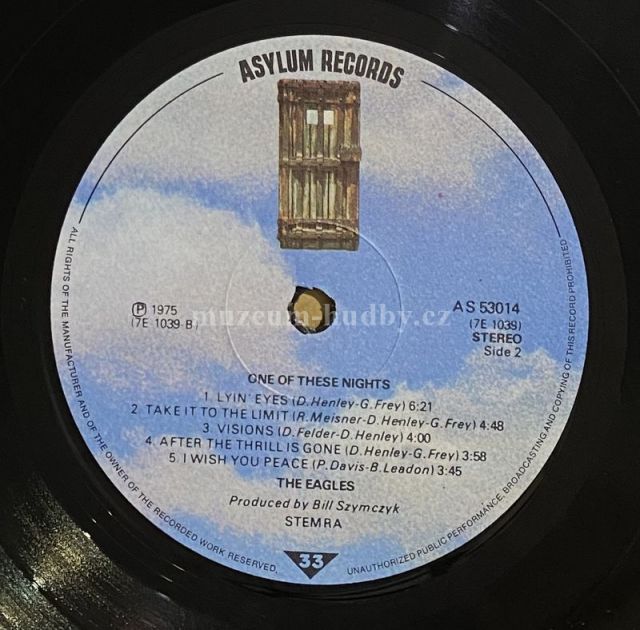 ASYLUM RECORDS
Ⓟ 1975
(7E 1039-B)
AS 53014
(7E 1039)
STEREO
Side 2
muzeum-hudby.cz
ONE OF THESE NIGHTS
1. LYIN' EYES (D. Henley-G. Frey) 6:21
2. TAKE IT TO THE LIMIT (R. Meisner-D. Henley-G. Frey) 4:48
3. VISIONS (D. Felder-D. Henley) 4:00
4. AFTER THE THRILL IS GONE (D. Henley-G. Frey) 3:58
5. I WISH YOU PEACE (P. Davis-B. Leadon) 3:45
THE EAGLES
Produced by Bill Szymczyk
STEMRA
33
ALL RIGHTS OF THE MANUFACTURER AND OF THE OWNER OF THE RECORDED WORK RESERVED.
UNAUTHORIZED PUBLIC PERFORMANCE, BROADCASTING AND COPYING OF THIS RECORD PROHIBITED